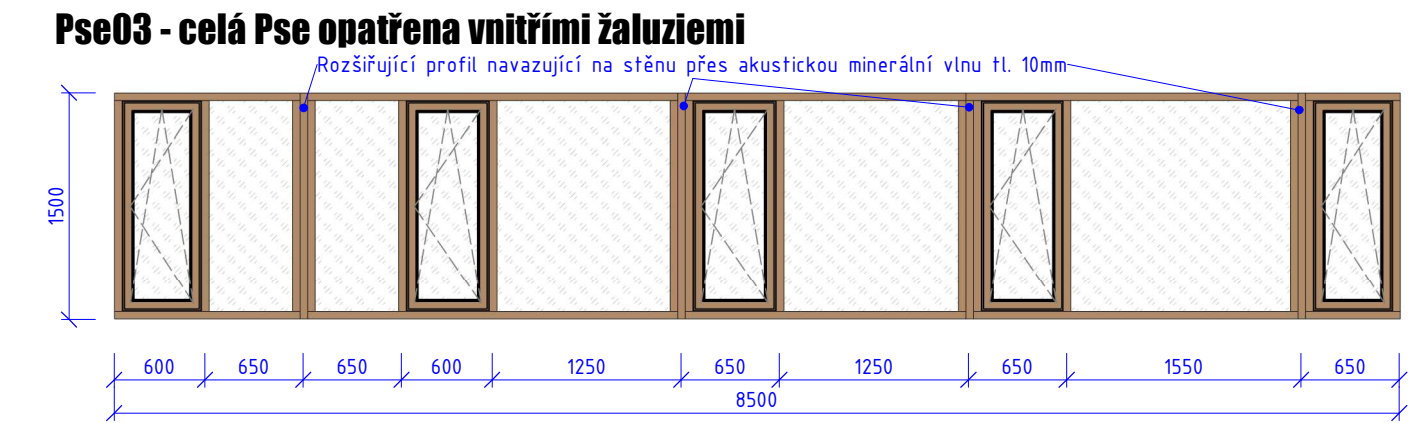 Pse03 - celá Pse opatřena vnitřími žaluziemi
Rozšiřující profil navazující na stěnu přes akustickou minerální vlnu tl. 10mm
1500
600 650 650 600 1250 650 1250 650 1550 650
8500